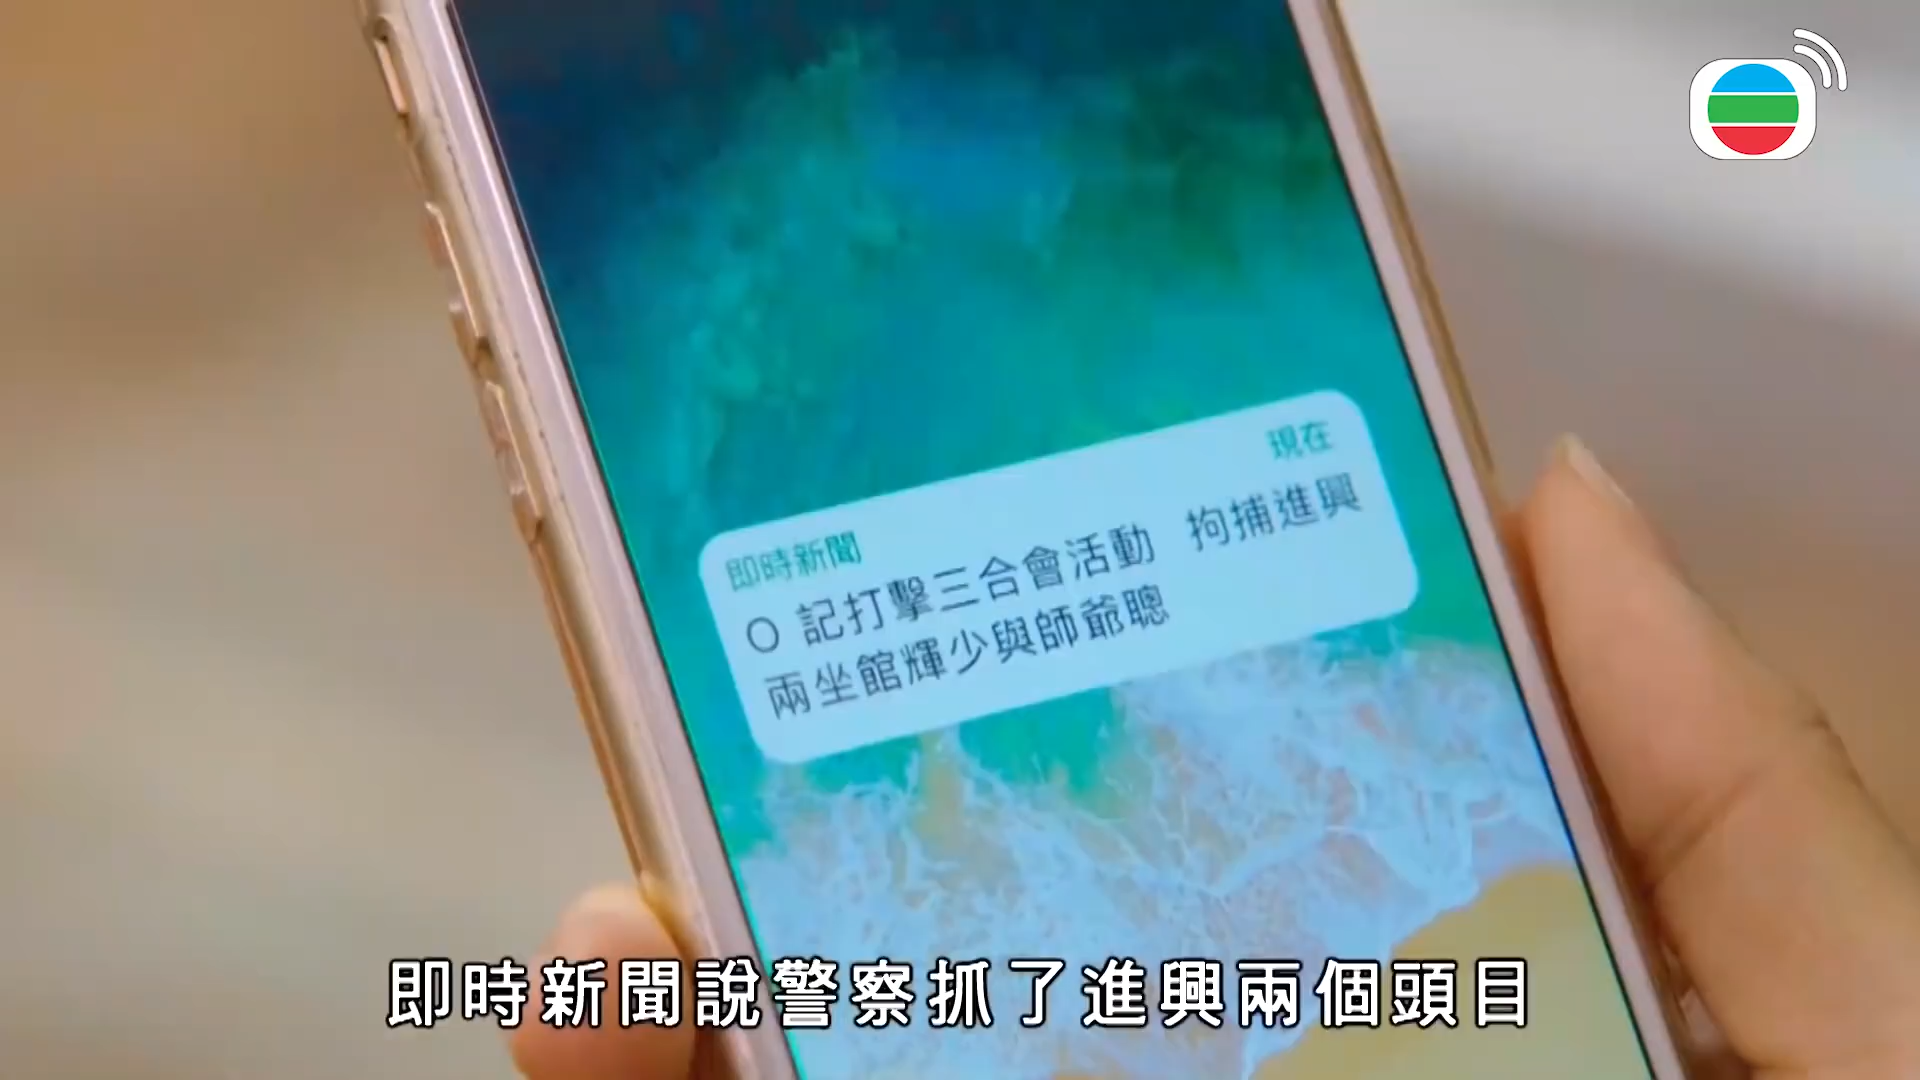 現在
即時新聞
O 記打擊三合會活動 拘捕進興
兩坐館輝少與師爺聰
即時新聞說警察抓了進興兩個頭目